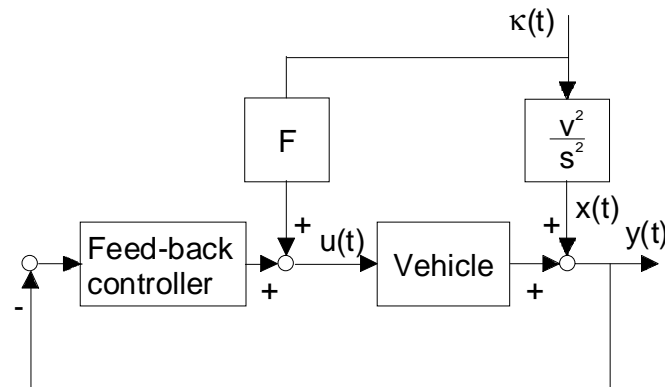 κ(t)
F
v²
s²
+
x(t)
+
y(t)
u(t)
Feed-back
controller
Vehicle
+
+
-